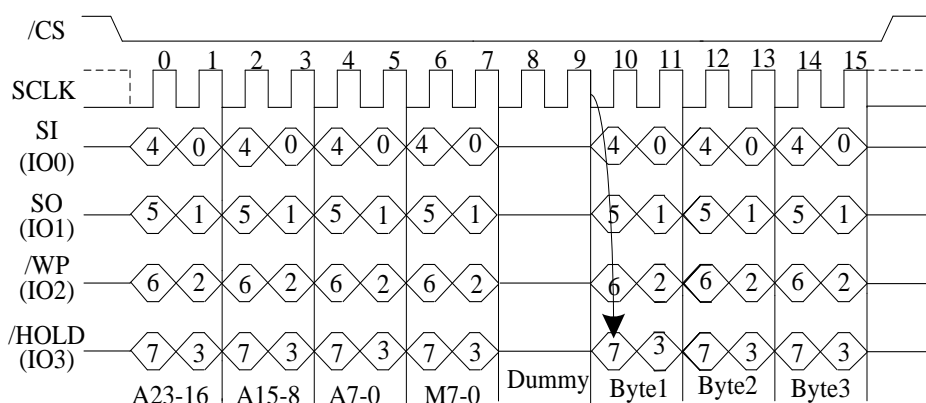 /CS
0 1 2 3 4 5 6 7 8 9 10 11 12 13 14 15
SCLK
SI
(IO0)
4 0 4 0 4 0 4 0 4 0 4 0 4 0
SO
(IO1)
5 1 5 1 5 1 5 1 5 1 5 1 5 1
/WP
(IO2)
6 2 6 2 6 2 6 2 6 2 6 2 6 2
/HOLD
(IO3)
7 3 7 3 7 3 7 3 7 3 7 3 7 3
A23-16 A15-8 A7-0 M7-0 Dummy Byte1 Byte2 Byte3